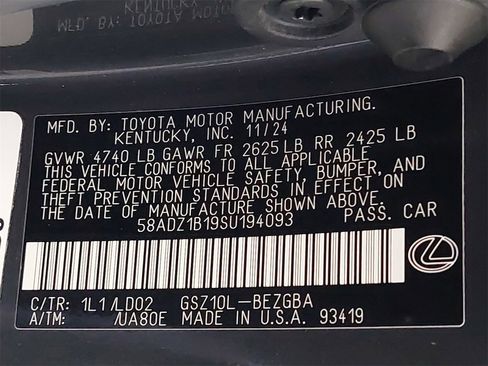 MFD. BY: TOYOTA MOTOR MANUFACTURING.
KENTUCKY, INC. 11/24
GVWR 4740 LB GAWR FR 2625 LB RR 2425 LB
THIS VEHICLE CONFORMS TO ALL APPLICABLE
FEDERAL MOTOR VEHICLE SAFETY, BUMPER, AND
THEFT PREVENTION STANDARDS IN EFFECT ON
THE DATE OF MANUFACTURE SHOWN ABOVE.
58ADZ1B19SU194093 PASS. CAR
C/TR: 1L1/LD02 GSZ10L-BEZGBA
A/TM: /UA80E MADE IN U.S.A. 93419